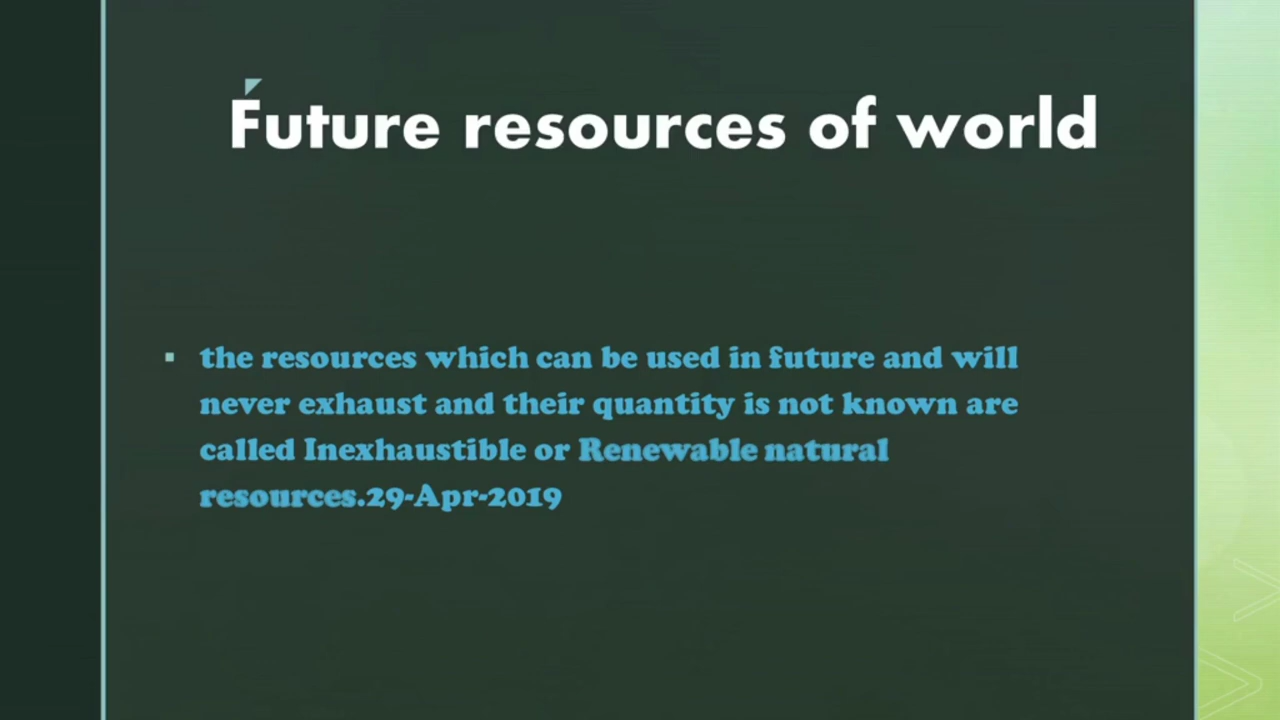 Future resources of world
the resources which can be used in future and will
never exhaust and their quantity is not known are
called Inexhaustible or Renewable natural
resources.29-Apr-2019